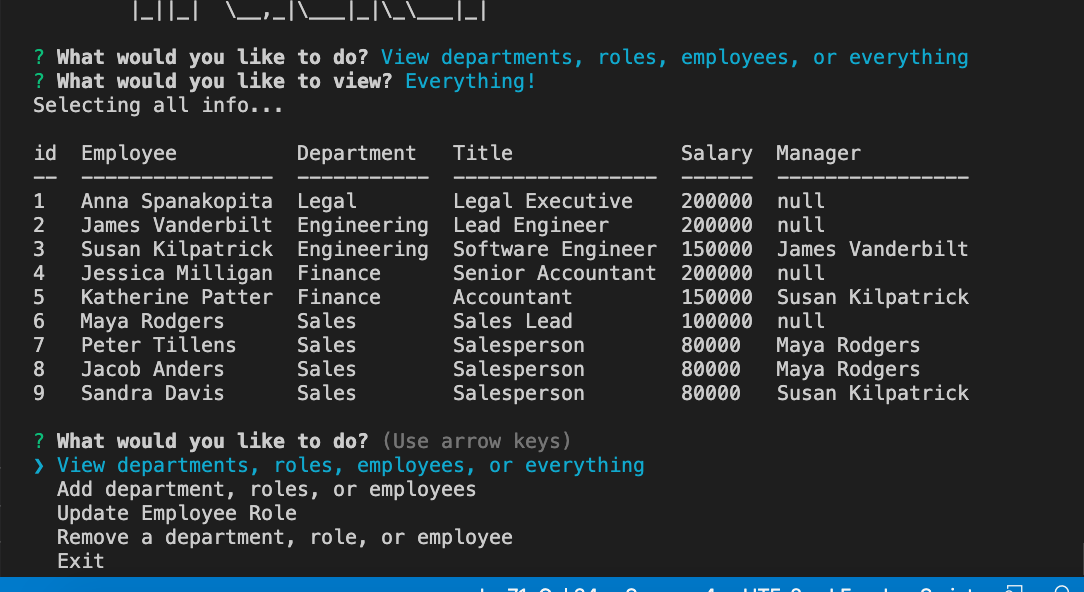 ? What would you like to do? View departments, roles, employees, or everything
? What would you like to view? Everything!
Selecting all info...
id  Employee          Department   Title              Salary  Manager
--  ----------------  -----------  -----------------  ------  ----------------
1   Anna Spanakopita  Legal        Legal Executive    200000  null
2   James Vanderbilt  Engineering  Lead Engineer      200000  null
3   Susan Kilpatrick  Engineering  Software Engineer  150000  James Vanderbilt
4   Jessica Milligan  Finance      Senior Accountant  200000  null
5   Katherine Patter  Finance      Accountant         150000  Susan Kilpatrick
6   Maya Rodgers      Sales        Sales Lead         100000  null
7   Peter Tillens     Sales        Salesperson        80000   Maya Rodgers
8   Jacob Anders      Sales        Salesperson        80000   Maya Rodgers
9   Sandra Davis      Sales        Salesperson        80000   Susan Kilpatrick
? What would you like to do? (Use arrow keys)
❯ View departments, roles, employees, or everything
  Add department, roles, or employees
  Update Employee Role
  Remove a department, role, or employee
  Exit